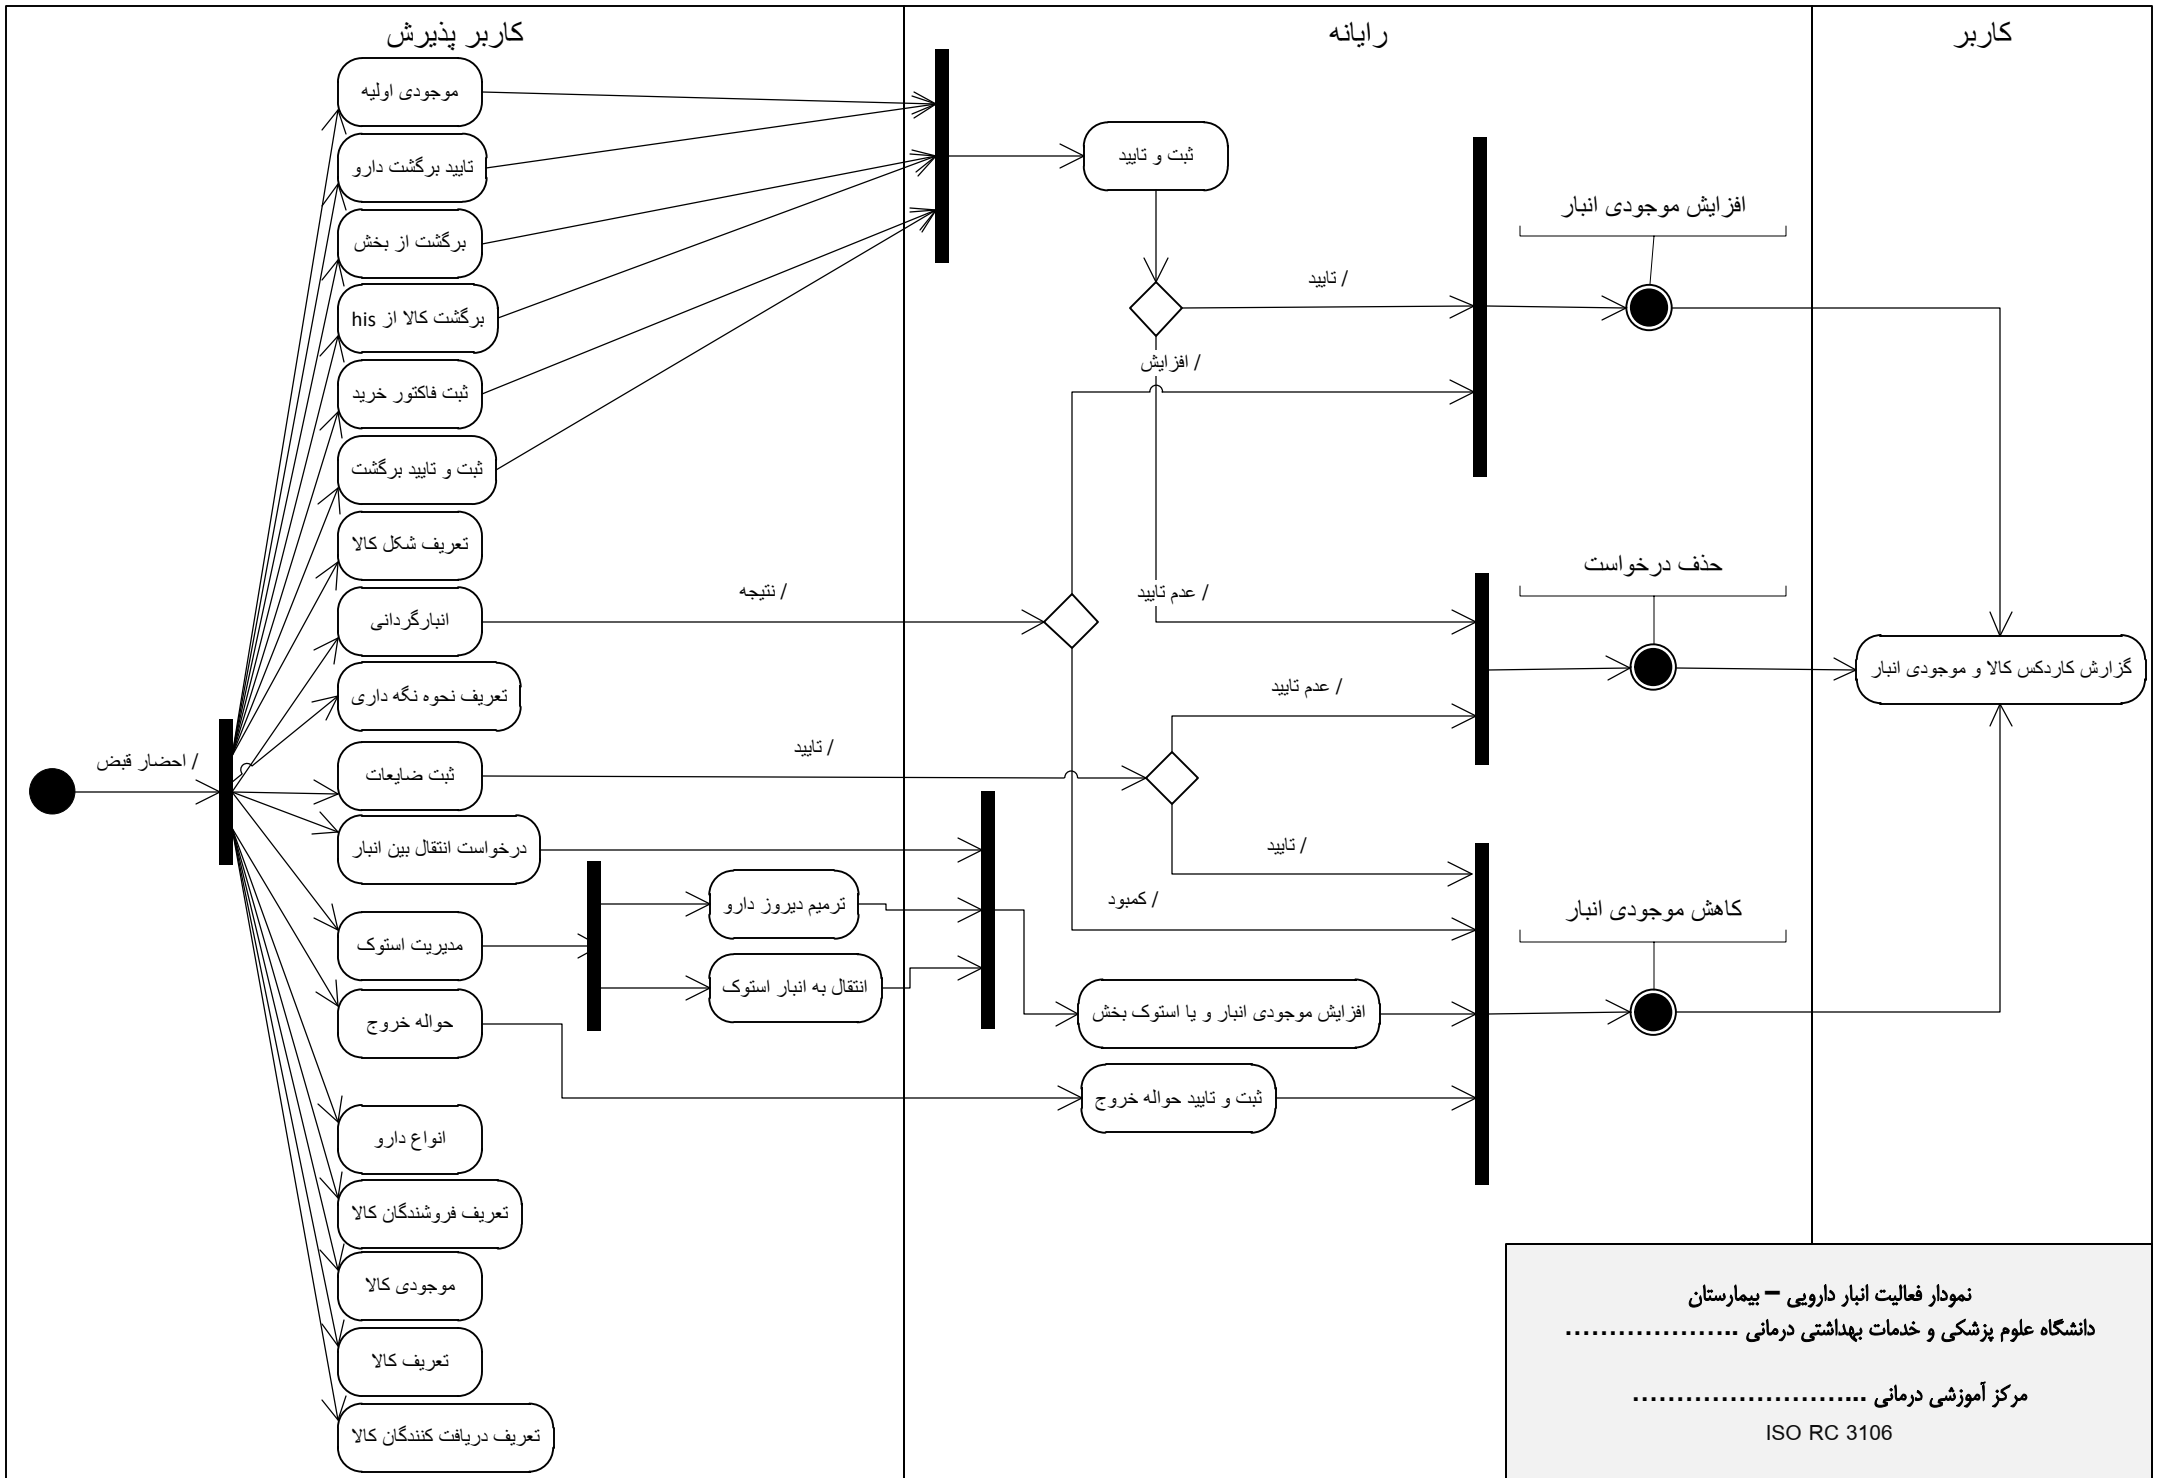 کاربر پذیرش
رایانه
کاربر
موجودی اولیه
تایید برگشت دارو
برگشت از بخش
برگشت کالا از his
ثبت فاکتور خرید
ثبت و تایید برگشت
تعریف شکل کالا
انبارگردانی
تعریف نحوه نگه داری
ثبت ضایعات
درخواست انتقال بین انبار
مدیریت استوک
حواله خروج
انواع دارو
تعریف فروشندگان کالا
موجودی کالا
تعریف کالا
تعریف دریافت کنندگان کالا
/ احضار قبض
ترمیم دیروز دارو
انتقال به انبار استوک
/ نتیجه
/ تایید
ثبت و تایید
/ تایید
/ افزایش
/ عدم تایید
/ عدم تایید
/ تایید
/ کمبود
افزایش موجودی انبار و یا استوک بخش
ثبت و تایید حواله خروج
افزایش موجودی انبار
حذف درخواست
کاهش موجودی انبار
گزارش کاردکس کالا و موجودی انبار
نمودار فعالیت انبار دارویی – بیمارستان
دانشگاه علوم پزشکی و خدمات بهداشتی درمانی ....................
مرکز آموزشی درمانی ...........................
ISO RC 3106